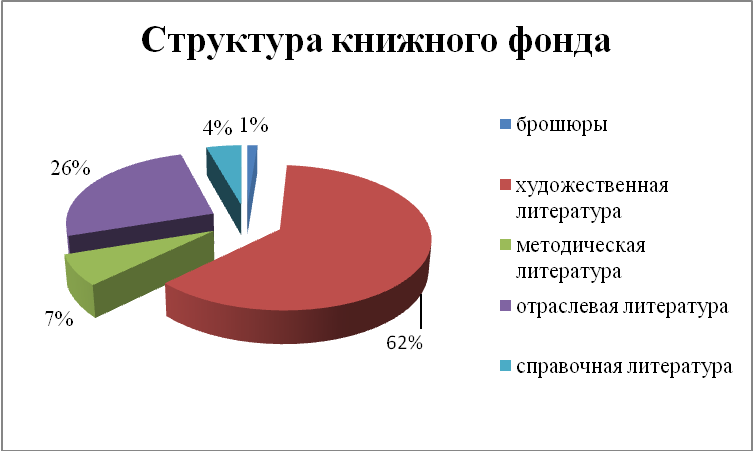 Структура книжного фонда
4%
1%
26%
7%
62%
брошюры
художественная
литература
методическая
литература
отраслевая литература
справочная литература